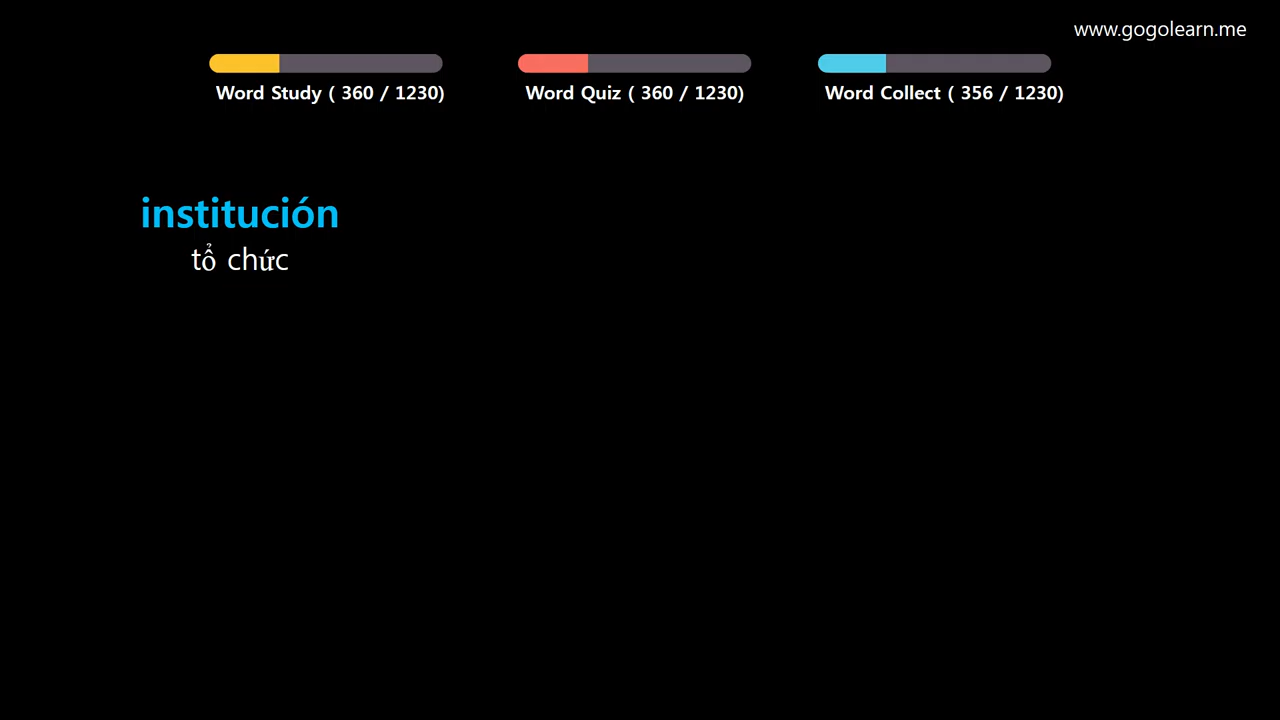 www.gogolearn.me
Word Study ( 360 / 1230)
Word Quiz ( 360 / 1230)
Word Collect ( 356 / 1230)
institución
tổ chức